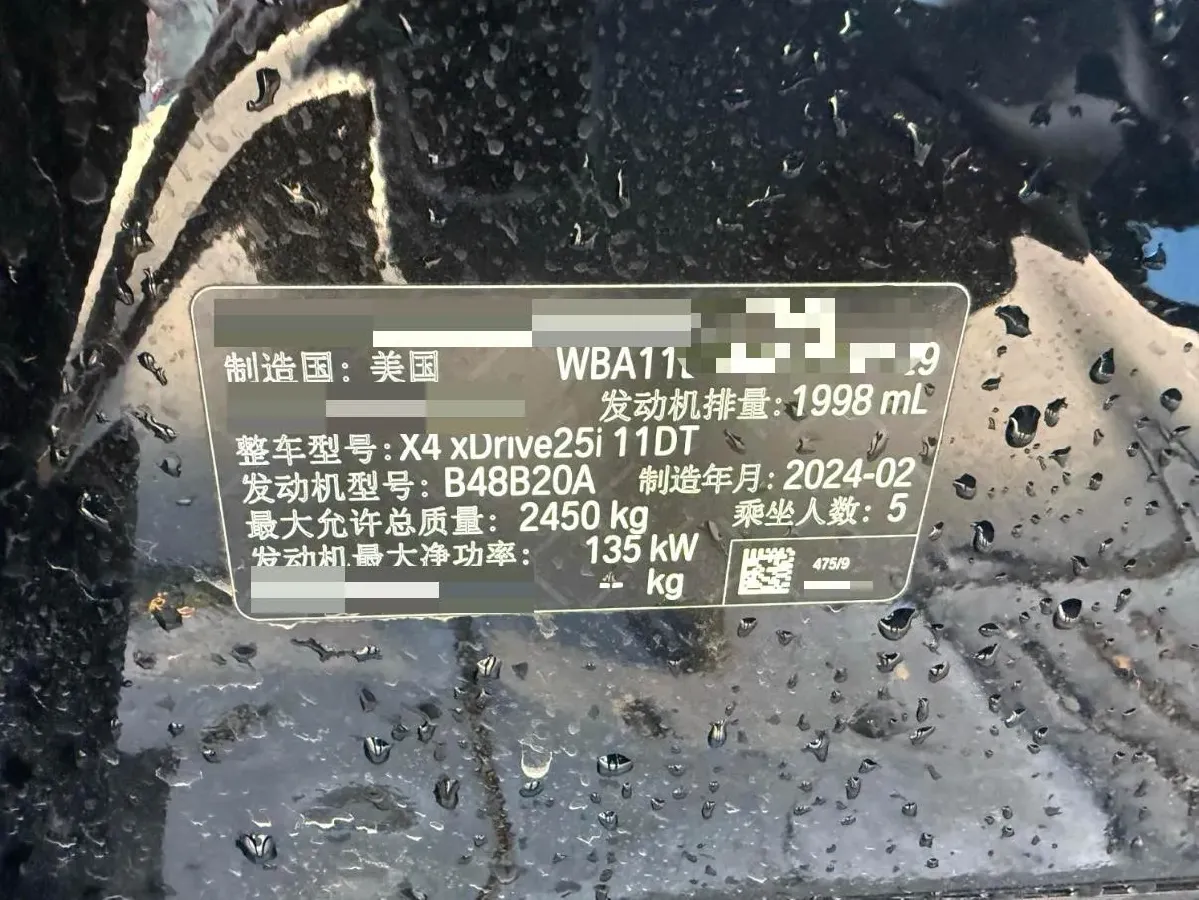 制造国：美国 WBA11
发动机排量：1998 mL
整车型号：X4 xDrive25i 11DT
发动机型号：B48B20A 制造年月：2024-02
最大允许总质量：2450 kg 乘坐人数：5
发动机最大净功率：135 kW
-- kg
475/9